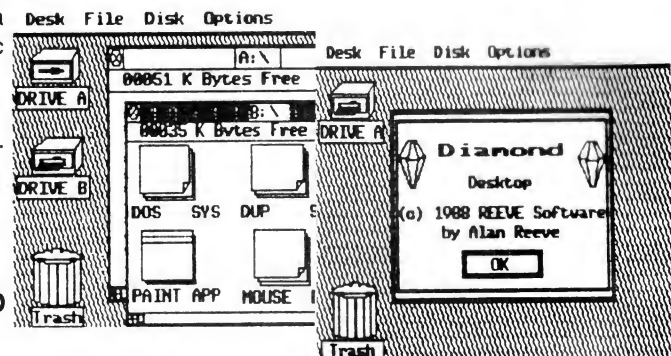 Desk File Disk Options
A:\
00051 K Bytes Free
DRIVE A
B:\
00035 K Bytes Free
DRIVE B
DOS SYS DUP
PAINT APP MOUSE
Trash
Desk File Disk Options
DRIVE A
Diamond
Desktop
(c) 1988 REEVE Software
by Alan Reeve
OK
Trash